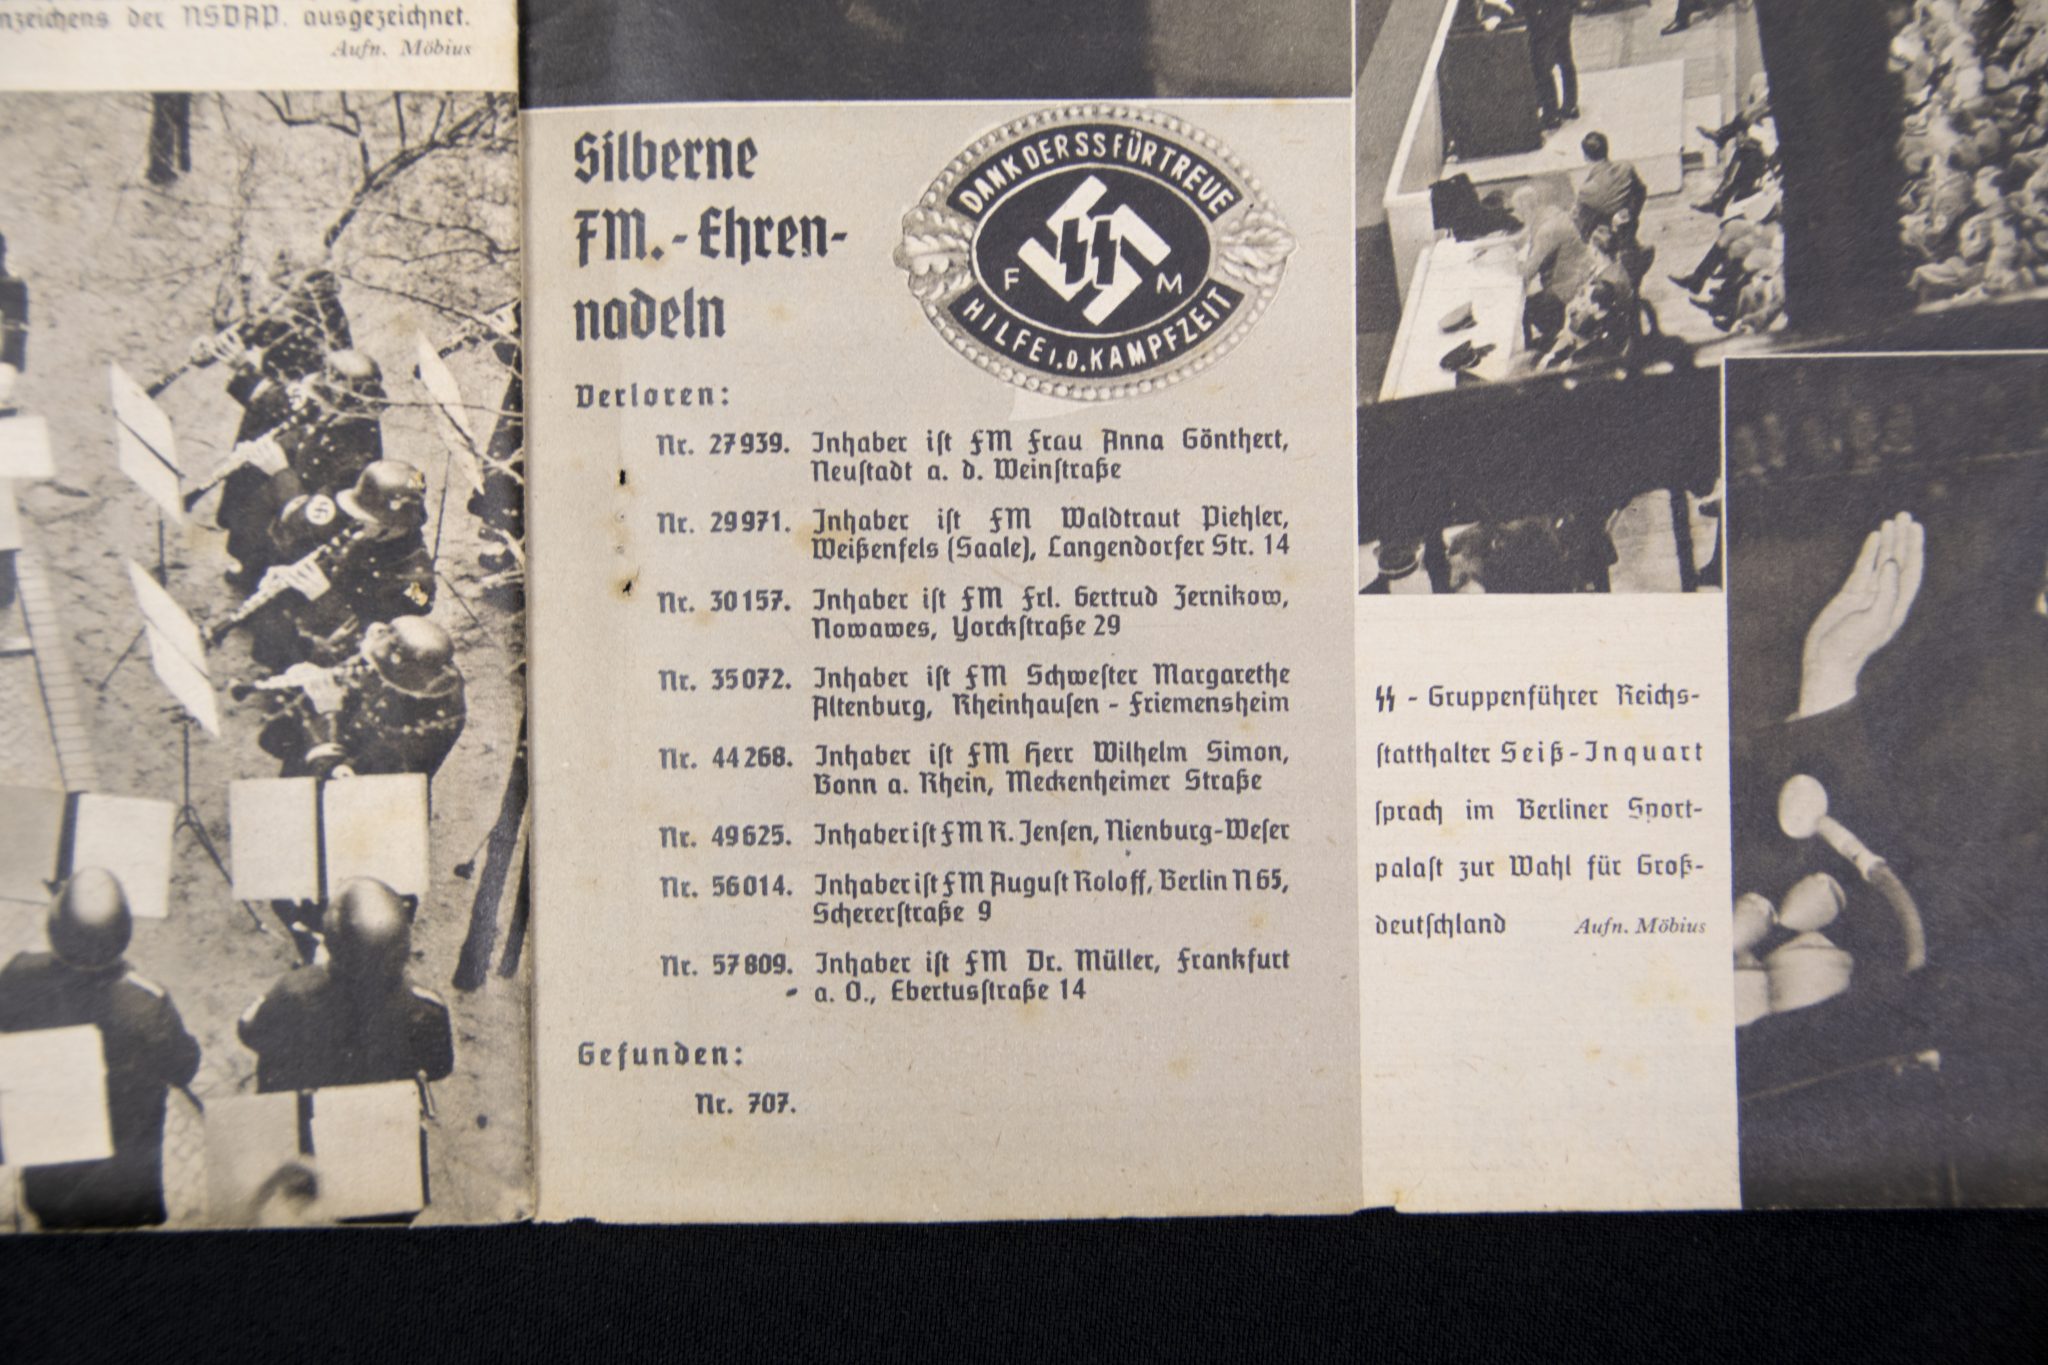 nzeichens der NSDAP. ausgezeichnet.
Aufn. Möbius
Silberne
FM.-Ehren-
nadeln
DANK DER SS FÜR TREUE
F M
HILFE I. D. KAMPFZEIT
Verloren:
Nr. 27939. Inhaber iſt FM Frau Anna Gönthert,
Neuſtadt a. d. Weinſtraße
Nr. 29971. Inhaber iſt FM Waldtraut Piehler,
Weißenfels (Saale), Langendorfer Str. 14
Nr. 30157. Inhaber iſt FM Frl. Gertrud Zernikow,
Nowawes, Yorckſtraße 29
Nr. 35072. Inhaber iſt FM Schweſter Margarethe
Altenburg, Rheinhauſen - Friemensheim
Nr. 44268. Inhaber iſt FM Herr Wilhelm Simon,
Bonn a. Rhein, Meckenheimer Straße
Nr. 49625. Inhaber iſt FM R. Jenſen, Nienburg-Weſer
Nr. 56014. Inhaber iſt FM Auguſt Roloff, Berlin N 65,
Schererſtraße 9
Nr. 57809. Inhaber iſt FM Dr. Müller, Frankfurt
a. O., Ebertusſtraße 14
Gefunden:
Nr. 707.
SS - Gruppenführer Reichs-
ſtatthalter Seiß-Inquart
ſprach im Berliner Sport-
palaſt zur Wahl für Groß-
deutſchland Aufn. Möbius